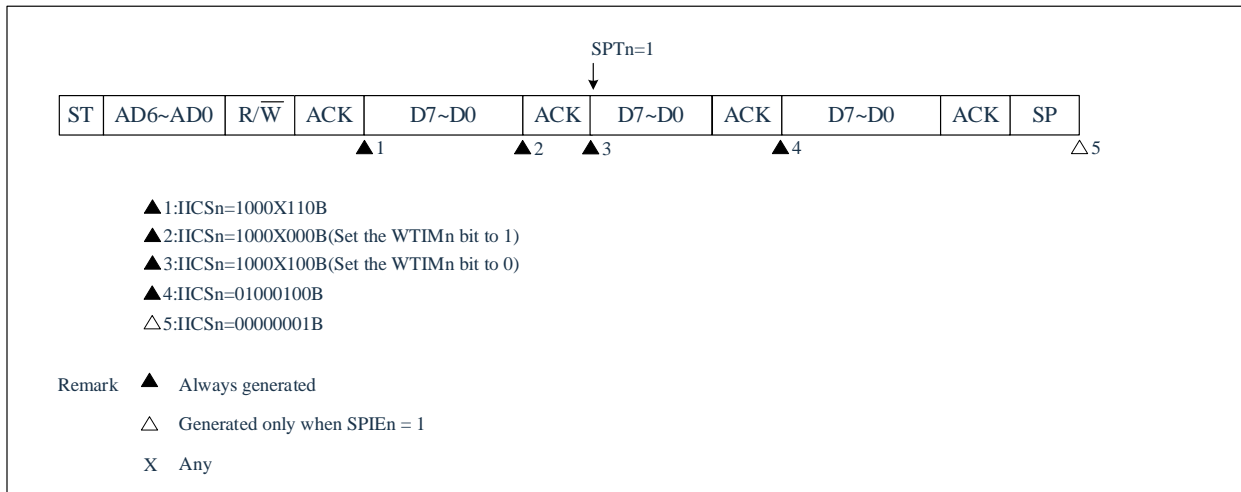 SPTn=1
ST AD6~AD0 R/W̅ ACK D7~D0 ACK D7~D0 ACK D7~D0 ACK SP
▲1 ▲2 ▲3 ▲4 △5
▲1:IICSn=1000X110B
▲2:IICSn=1000X000B(Set the WTIMn bit to 1)
▲3:IICSn=1000X100B(Set the WTIMn bit to 0)
▲4:IICSn=01000100B
△5:IICSn=00000001B
Remark ▲ Always generated
△ Generated only when SPIEn = 1
X Any